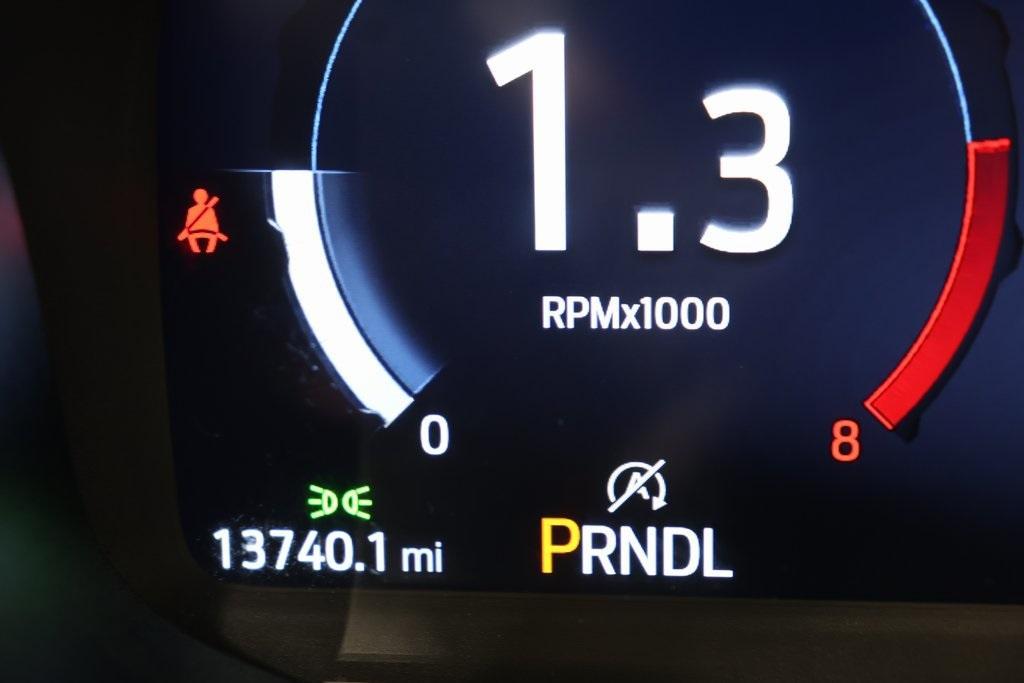 1.3
RPMx1000
0
8
A
13740.1 mi
PRNDL